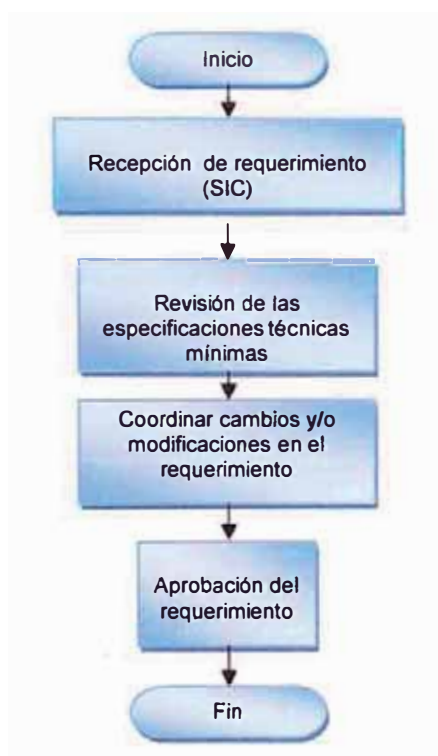 Inicio
Recepción de requerimiento
(SIC)
Revisión de las
especificaciones técnicas
mínimas
Coordinar cambios y/o
modificaciones en el
requerimiento
Aprobación del
requerimiento
Fin